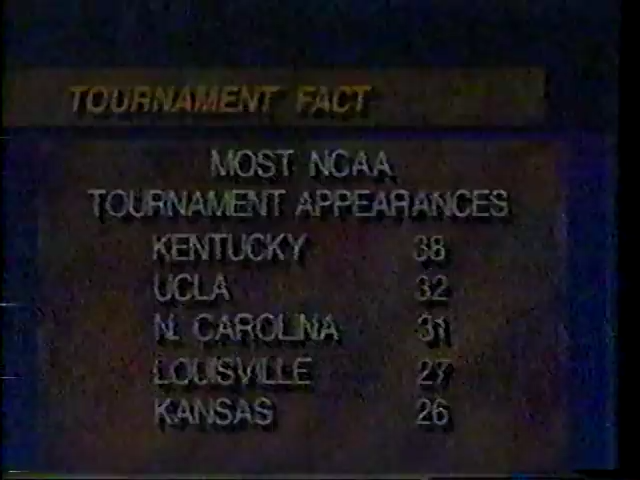 TOURNAMENT FACT
MOST NCAA
TOURNAMENT APPEARANCES
KENTUCKY 38
UCLA 32
N. CAROLINA 31
LOUISVILLE 27
KANSAS 26